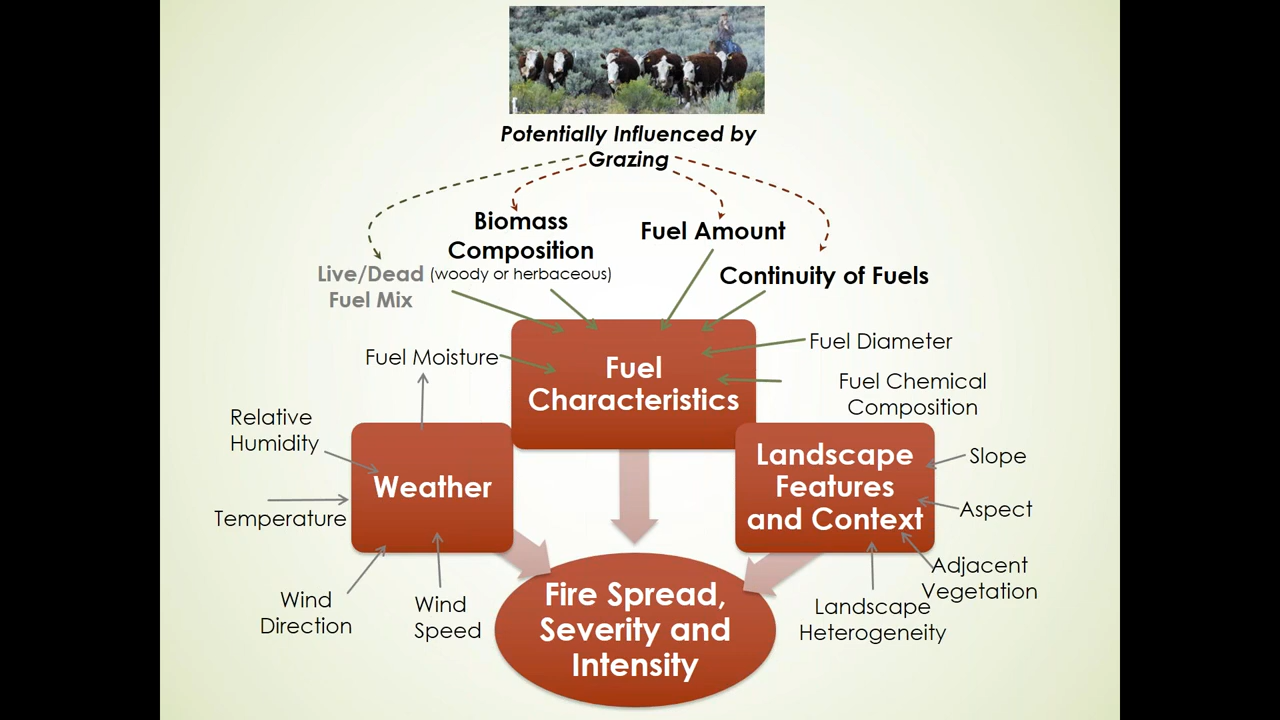 Potentially Influenced by
Grazing
Biomass
Composition
(woody or herbaceous)
Fuel Amount
Live/Dead
Fuel Mix
Continuity of Fuels
Fuel Moisture
Fuel
Characteristics
Fuel Diameter
Fuel Chemical
Composition
Relative
Humidity
Weather
Temperature
Wind
Direction
Wind
Speed
Landscape
Features
and Context
Slope
Aspect
Adjacent
Vegetation
Landscape
Heterogeneity
Fire Spread,
Severity and
Intensity